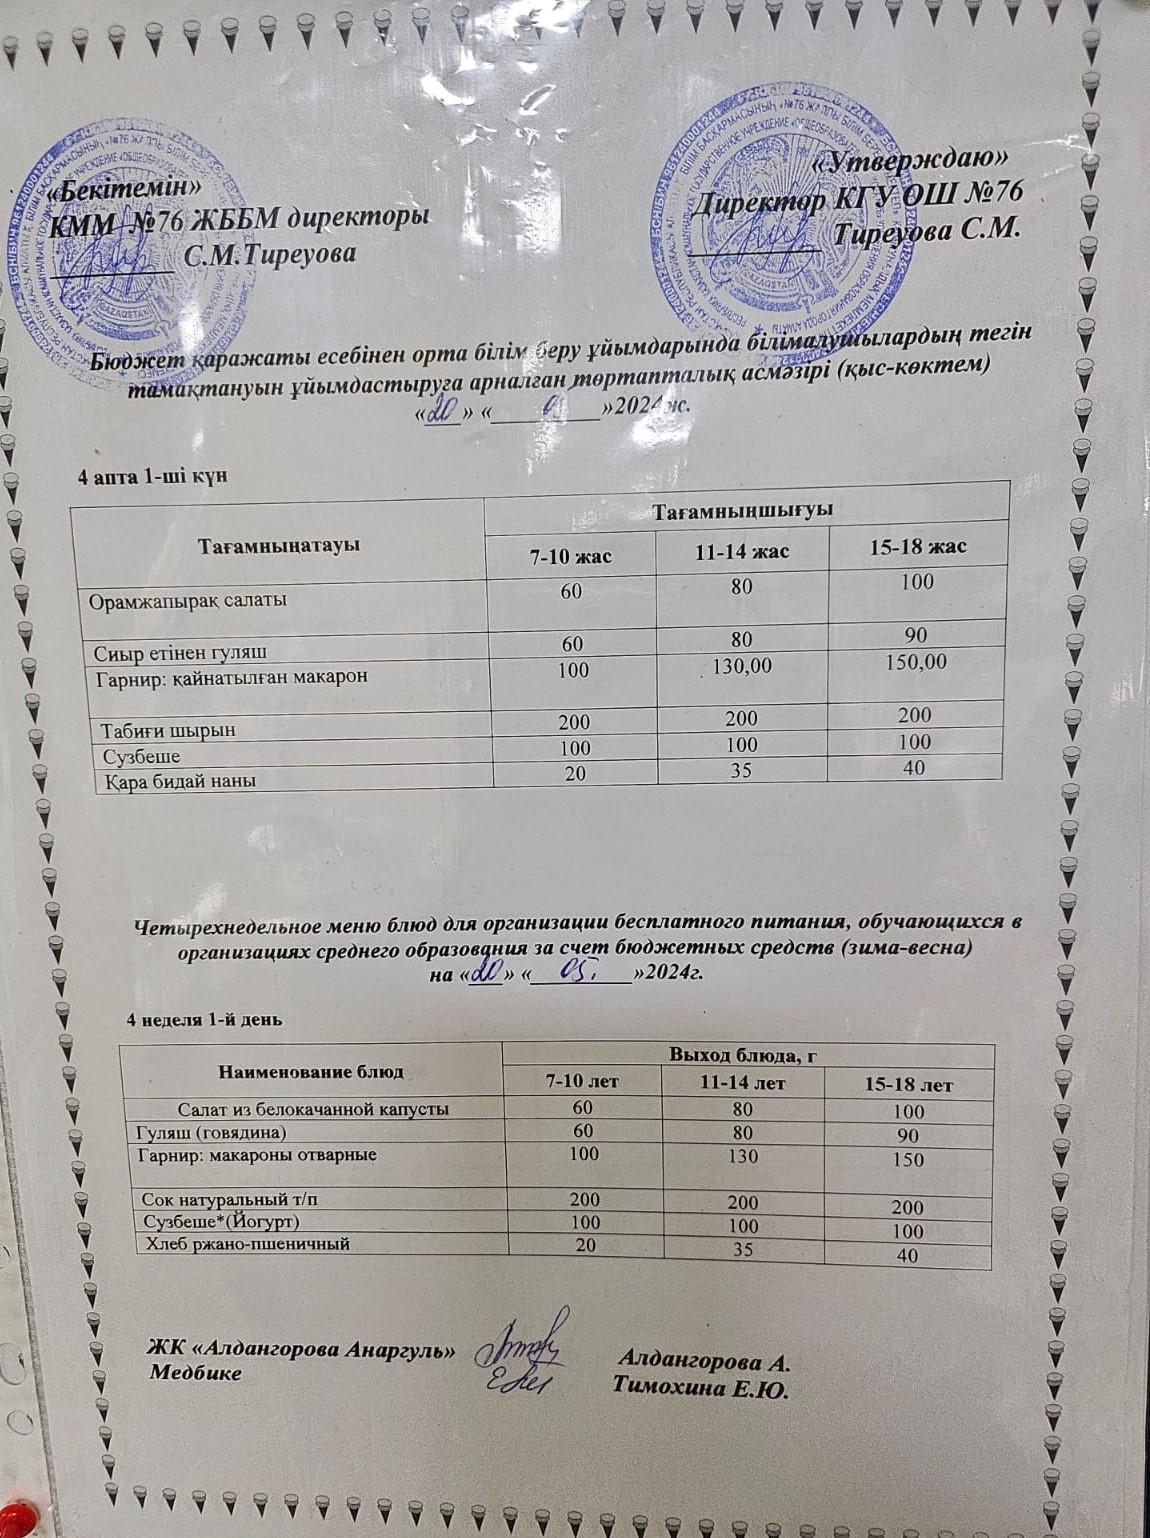 «Бекітемін»
КММ №76 ЖББМ директоры
С.М.Тиреуова
«Утверждаю»
Директор КГУ ОШ №76
Тиреуова С.М.
QAZAQSTAN
QAZAQSTAN
Бюджет қаражаты есебінен орта білім беру ұйымдарында білімалушылардың тегін
тамақтануын ұйымдастыруға арналған төртапталық асмәзірі (қыс-көктем)
«20» « 05 »2024 жс.
4 апта 1-ші күн
Тағамныңатауы
Тағамныңшығуы
7-10 жас 11-14 жас 15-18 жас
Орамжапырақ салаты 60 80 100
Сиыр етінен гуляш 60 80 90
Гарнир: қайнатылған макарон 100 130,00 150,00
Табиғи шырын 200 200 200
Сузбеше 100 100 100
Қара бидай наны 20 35 40
Четырехнедельное меню блюд для организации бесплатного питания, обучающихся в
организациях среднего образования за счет бюджетных средств (зима-весна)
на «20» « 05. »2024г.
4 неделя 1-й день
Наименование блюд
Выход блюда, г
7-10 лет 11-14 лет 15-18 лет
Салат из белокачанной капусты 60 80 100
Гуляш (говядина) 60 80 90
Гарнир: макароны отварные 100 130 150
Сок натуральный т/п 200 200 200
Сузбеше*(Йогурт) 100 100 100
Хлеб ржано-пшеничный 20 35 40
ЖК «Алдангорова Анаргуль» Алдангорова А.
Медбике Тимохина Е.Ю.